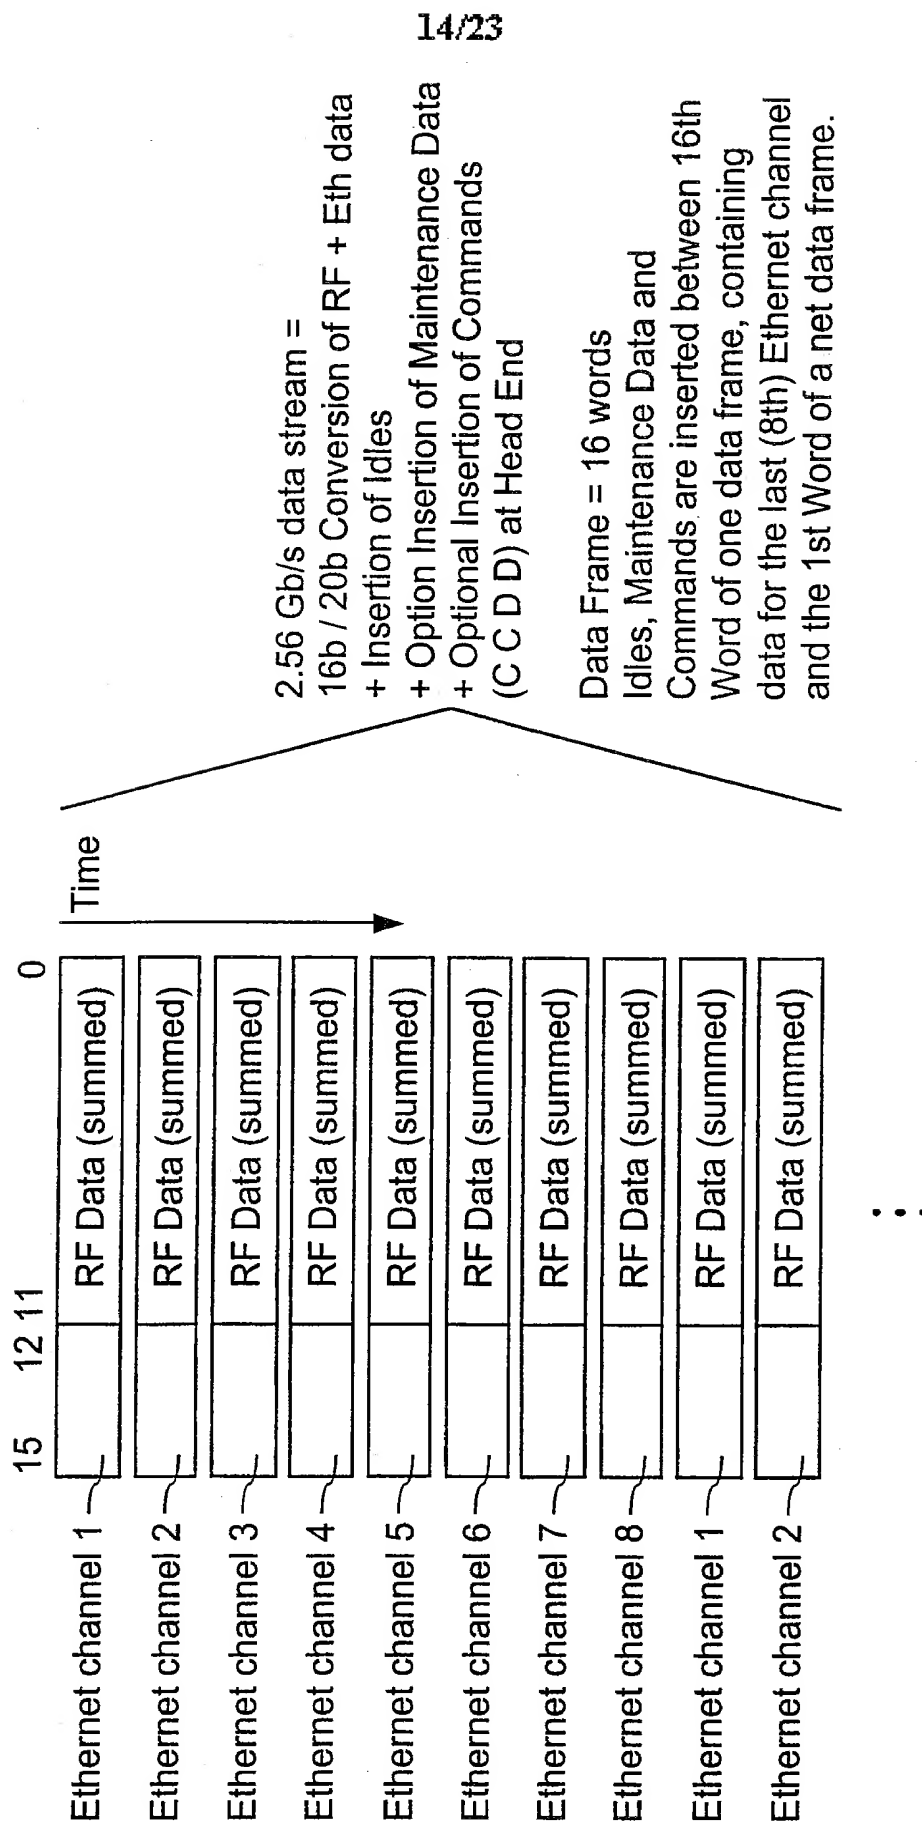 14/23
15 12 11 0
Ethernet channel 1 RF Data (summed)
Ethernet channel 2 RF Data (summed)
Ethernet channel 3 RF Data (summed)
Ethernet channel 4 RF Data (summed)
Ethernet channel 5 RF Data (summed)
Ethernet channel 6 RF Data (summed)
Ethernet channel 7 RF Data (summed)
Ethernet channel 8 RF Data (summed)
Ethernet channel 1 RF Data (summed)
Ethernet channel 2 RF Data (summed)
Time
2.56 Gb/s data stream =
16b / 20b Conversion of RF + Eth data
+ Insertion of Idles
+ Option Insertion of Maintenance Data
+ Optional Insertion of Commands
(C C D D) at Head End
Data Frame = 16 words
Idles, Maintenance Data and
Commands are inserted between 16th
Word of one data frame, containing
data for the last (8th) Ethernet channel
and the 1st Word of a net data frame.